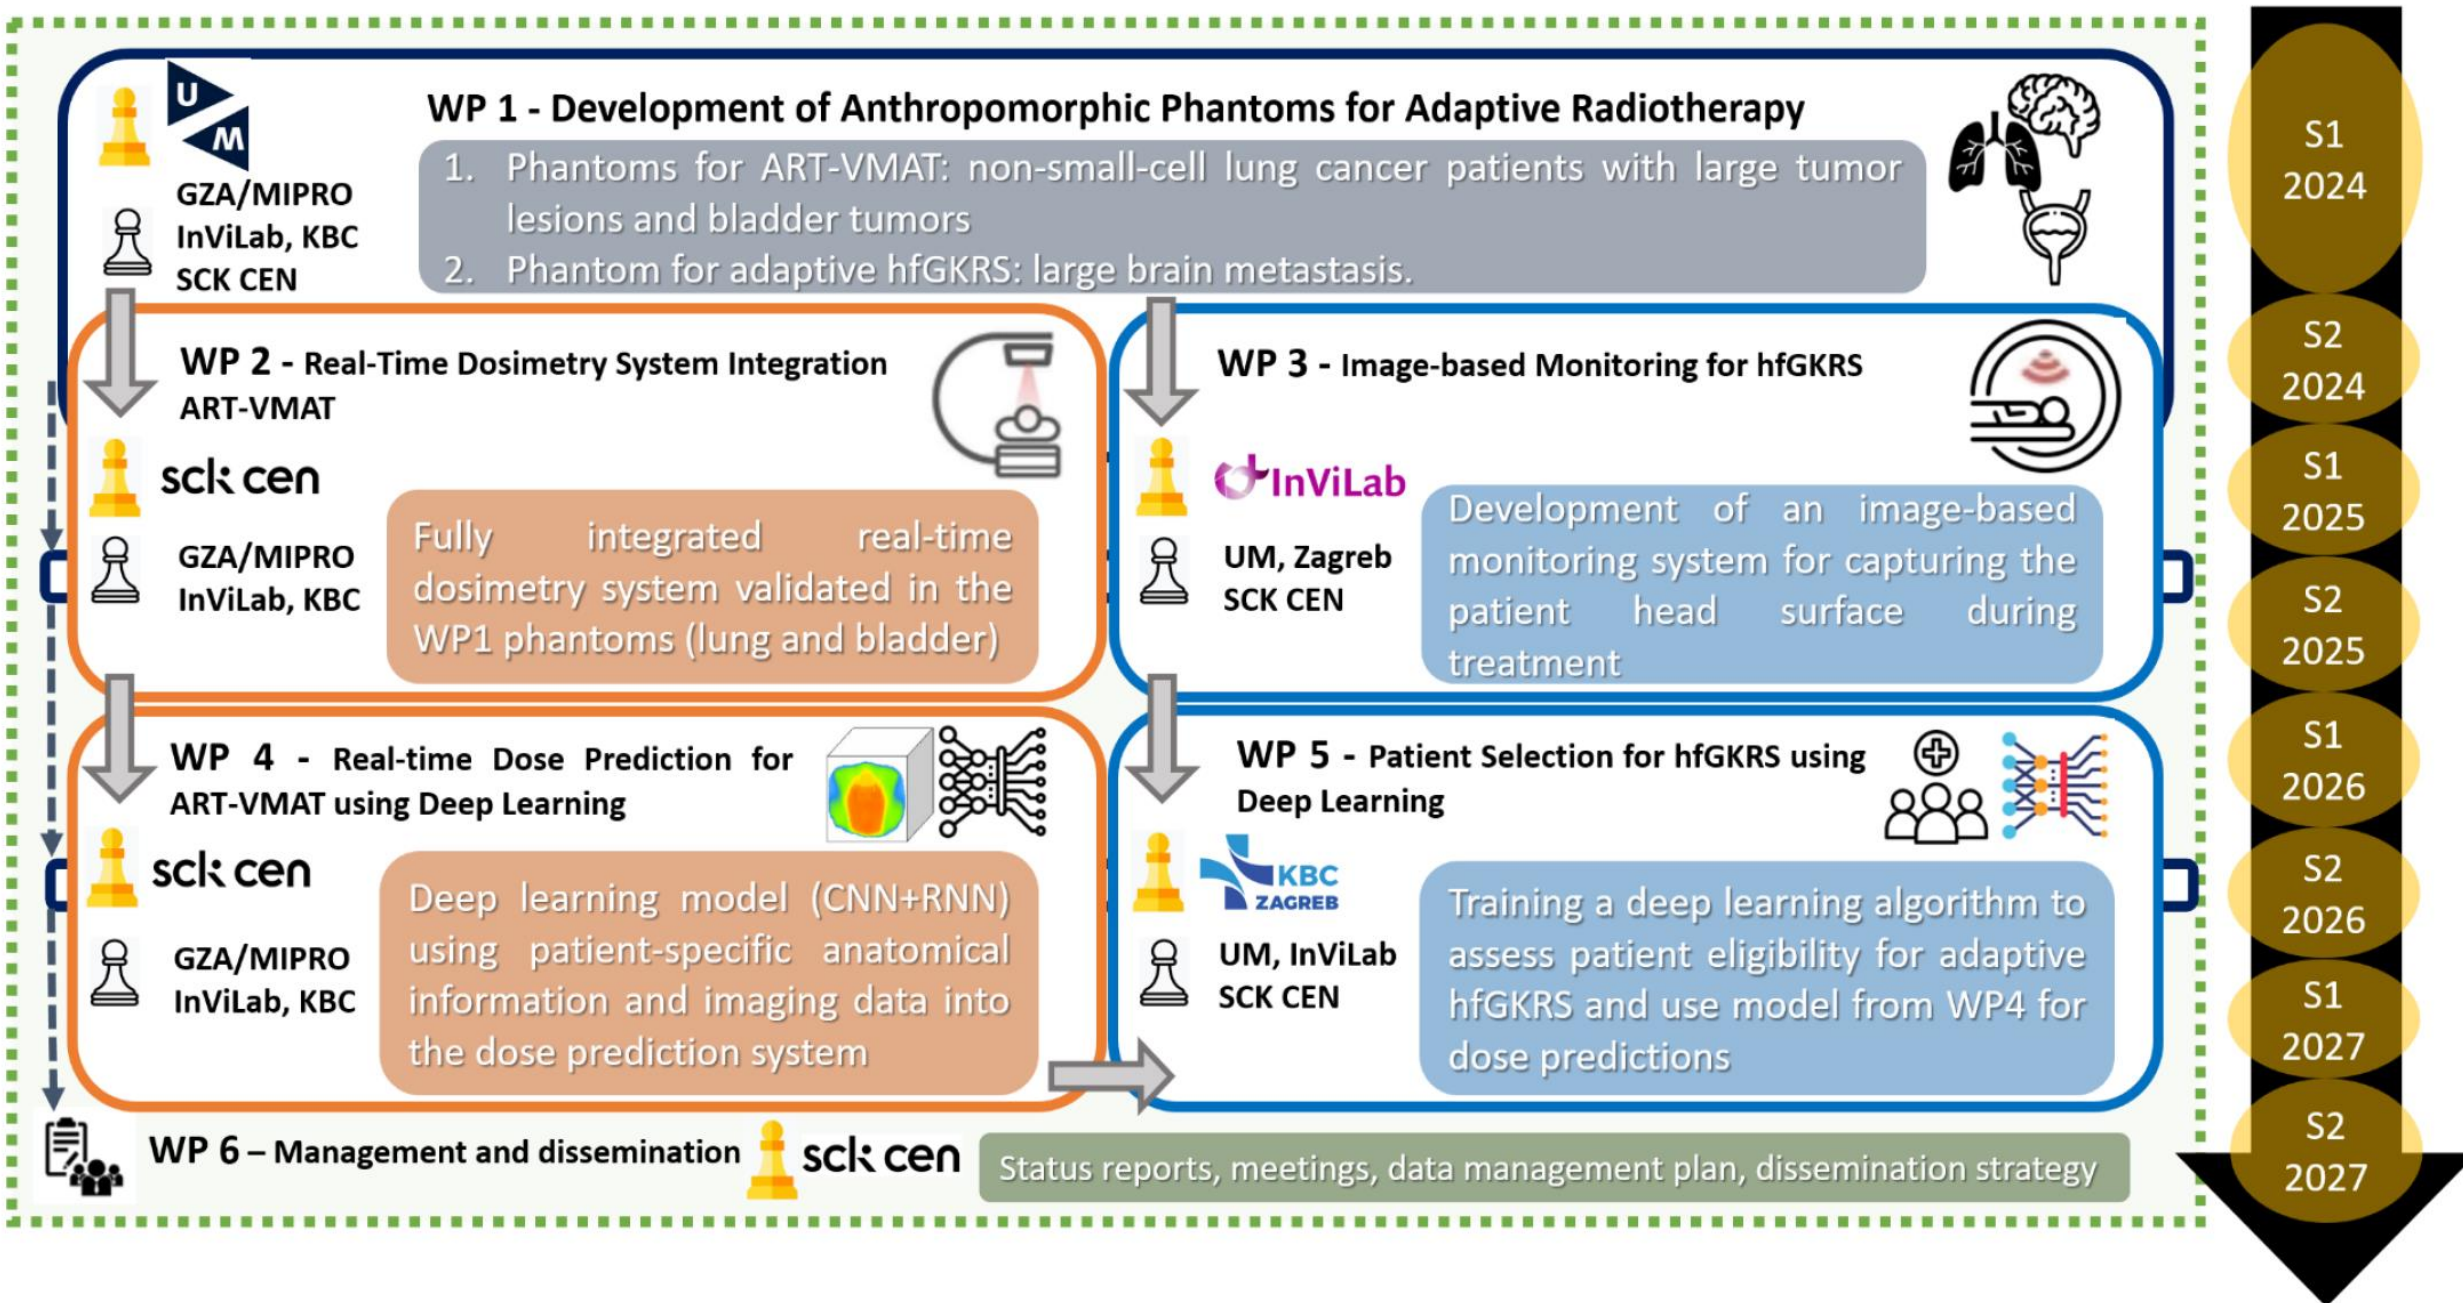 U
M
WP 1 - Development of Anthropomorphic Phantoms for Adaptive Radiotherapy
GZA/MIPRO
InViLab, KBC
SCK CEN
1. Phantoms for ART-VMAT: non-small-cell lung cancer patients with large tumor
lesions and bladder tumors
2. Phantom for adaptive hfGKRS: large brain metastasis.
WP 2 - Real-Time Dosimetry System Integration
ART-VMAT
sck cen
GZA/MIPRO
InViLab, KBC
Fully integrated real-time
dosimetry system validated in the
WP1 phantoms (lung and bladder)
WP 3 - Image-based Monitoring for hfGKRS
InViLab
UM, Zagreb
SCK CEN
Development of an image-based
monitoring system for capturing the
patient head surface during
treatment
WP 4 - Real-time Dose Prediction for
ART-VMAT using Deep Learning
sck cen
GZA/MIPRO
InViLab, KBC
Deep learning model (CNN+RNN)
using patient-specific anatomical
information and imaging data into
the dose prediction system
WP 5 - Patient Selection for hfGKRS using
Deep Learning
KBC
ZAGREB
UM, InViLab
SCK CEN
Training a deep learning algorithm to
assess patient eligibility for adaptive
hfGKRS and use model from WP4 for
dose predictions
WP 6 – Management and dissemination
sck cen
Status reports, meetings, data management plan, dissemination strategy
S1
2024
S2
2024
S1
2025
S2
2025
S1
2026
S2
2026
S1
2027
S2
2027